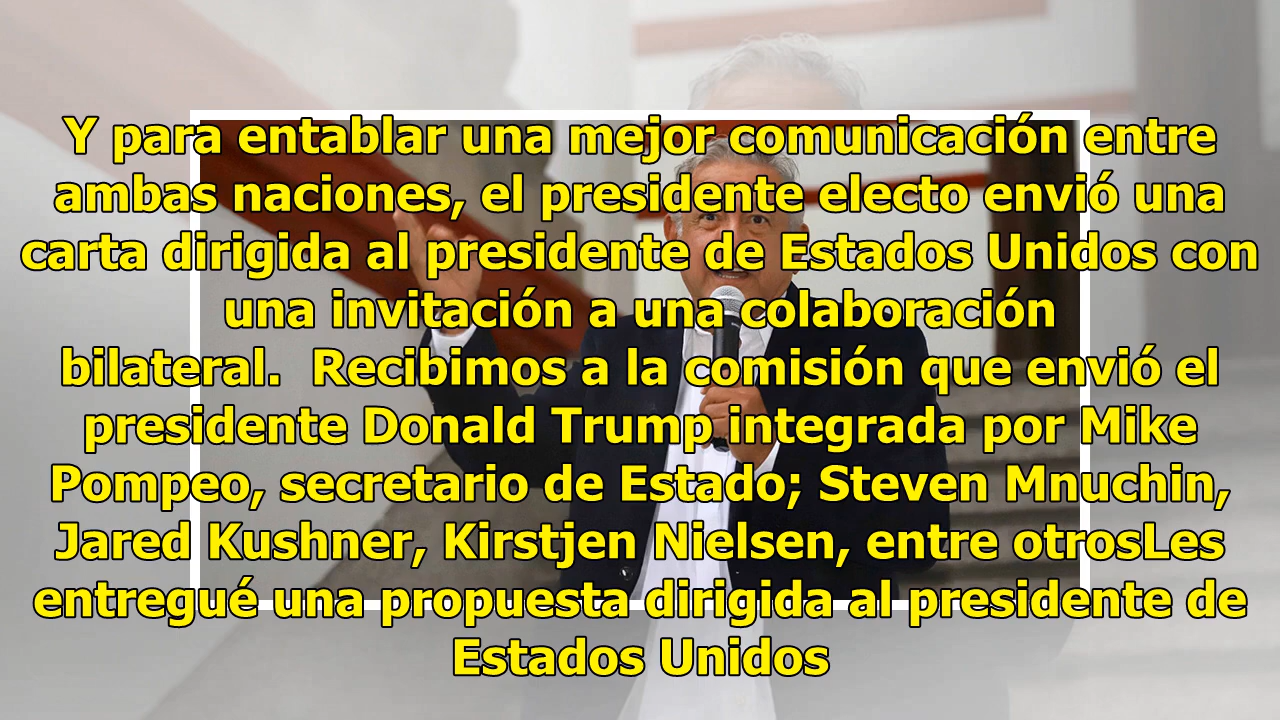 Y para entablar una mejor comunicación entre
ambas naciones, el presidente electo envió una
carta dirigida al presidente de Estados Unidos con
una invitación a una colaboración
bilateral.  Recibimos a la comisión que envió el
presidente Donald Trump integrada por Mike
Pompeo, secretario de Estado; Steven Mnuchin,
Jared Kushner, Kirstjen Nielsen, entre otrosLes
entregué una propuesta dirigida al presidente de
Estados Unidos